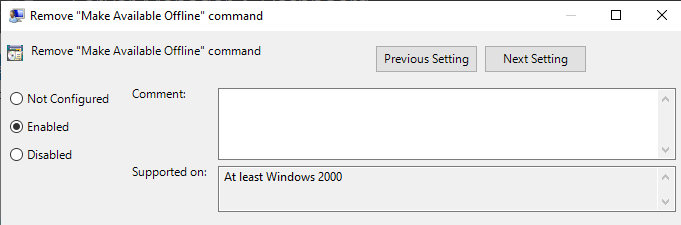 Remove "Make Available Offline" command
Remove "Make Available Offline" command
Previous Setting
Next Setting
Not Configured
Comment:
Enabled
Disabled
Supported on:
At least Windows 2000